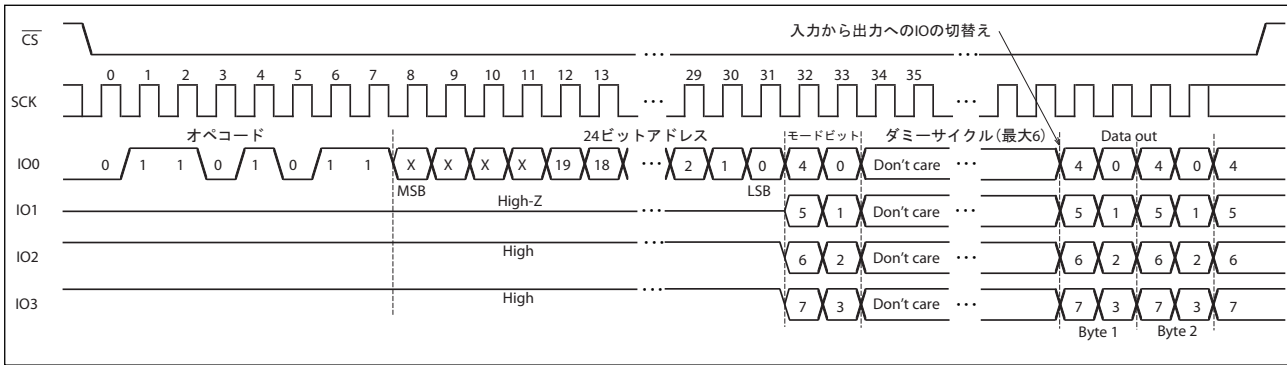 入力から出力へのIOの切替え
CS
0 1 2 3 4 5 6 7 8 9 10 11 12 13 ... 29 30 31 32 33 34 35 ...
SCK
オペコード 24ビットアドレス モードビット ダミーサイクル(最大6) Data out
IO0 0 1 1 0 1 0 1 1 X X X X 19 18 ... 2 1 0 4 0 Don't care ... 4 0 4 0 4
MSB LSB
IO1 High-Z ... 5 1 Don't care ... 5 1 5 1 5
IO2 High ... 6 2 Don't care ... 6 2 6 2 6
IO3 High ... 7 3 Don't care ... 7 3 7 3 7
Byte 1 Byte 2